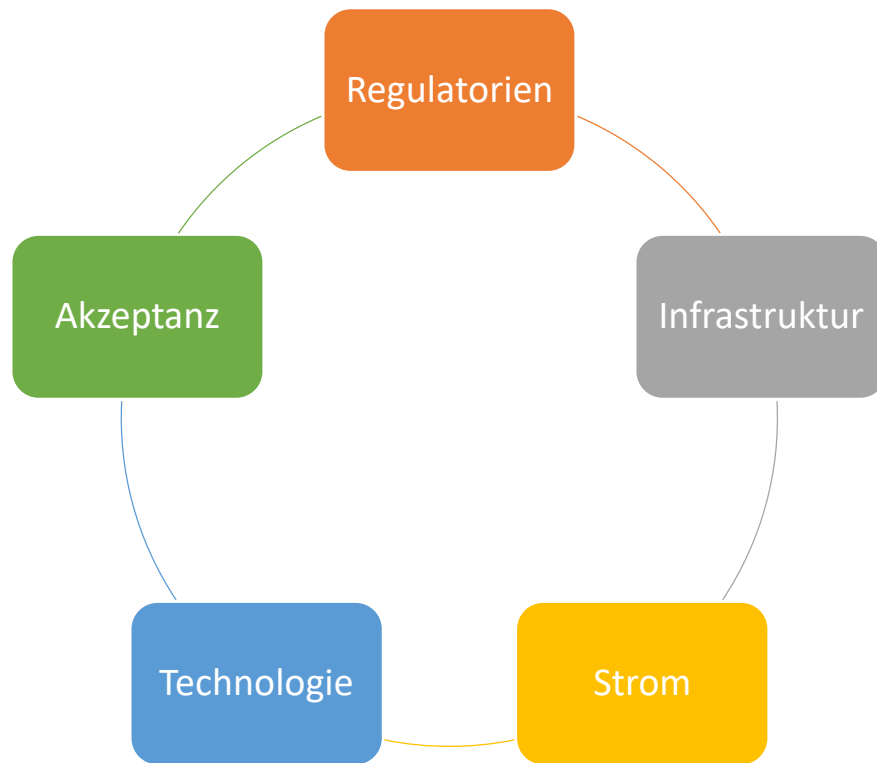 Regulatorien
Akzeptanz
Infrastruktur
Technologie
Strom